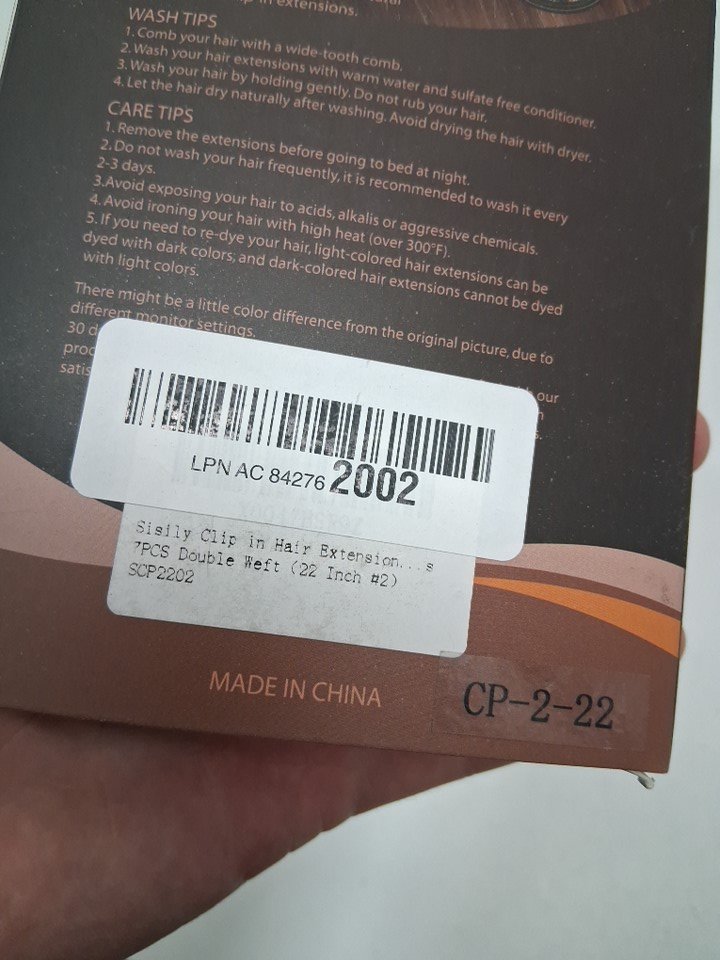 in extensions.
WASH TIPS
1. Comb your hair with a wide-tooth comb.
2. Wash your hair extensions with warm water and sulfate free conditioner.
3. Wash your hair by holding gently. Do not rub your hair.
4. Let the hair dry naturally after washing. Avoid drying the hair with dryer.
CARE TIPS
1. Remove the extensions before going to bed at night.
2. Do not wash your hair frequently, it is recommended to wash it every
2-3 days.
3.Avoid exposing your hair to acids, alkalis or aggressive chemicals.
4. Avoid ironing your hair with high heat (over 300°F).
5. If you need to re-dye your hair, light-colored hair extensions can be
dyed with dark colors, and dark-colored hair extensions cannot be dyed
with light colors.
There might be a little color difference from the original picture, due to
different monitor settings.
30 d
proc our
satis
LPN AC 84276 2002
Sisily Clip in Hair Extension...s
7PCS Double Weft (22 Inch #2)
SCP2202
MADE IN CHINA
CP-2-22